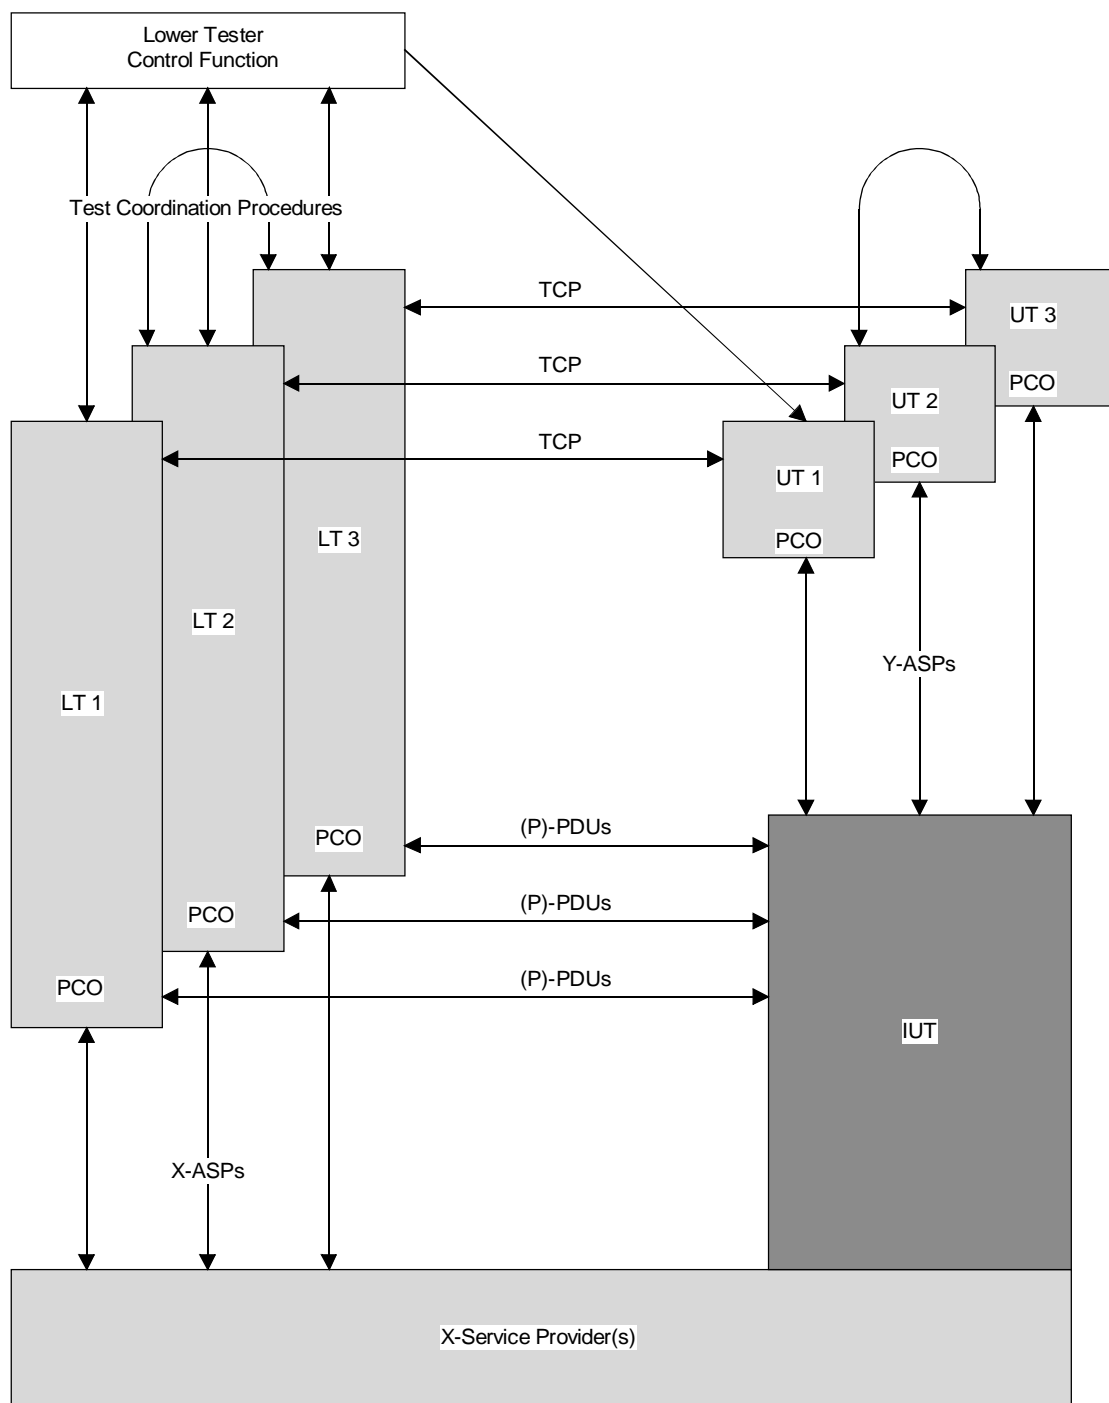 Lower Tester
Control Function
Test Coordination Procedures
TCP
UT 3
TCP
PCO
UT 2
TCP
PCO
UT 1
LT 3
PCO
LT 2
Y-ASPs
LT 1
(P)-PDUs
PCO
(P)-PDUs
PCO
(P)-PDUs
PCO
IUT
X-ASPs
X-Service Provider(s)